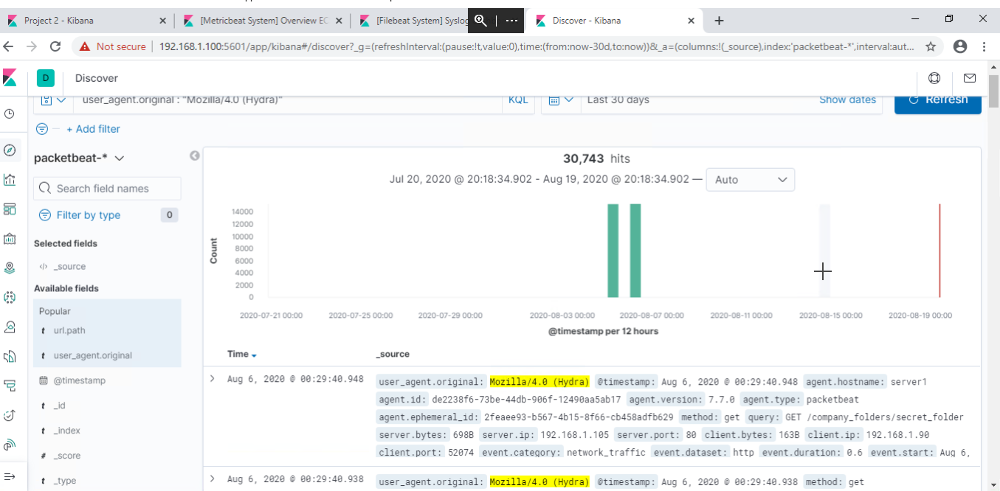 Project 2 - Kibana
[Metricbeat System] Overview EC
[Filebeat System] Syslog
Discover - Kibana
Not secure 192.168.1.100:5601/app/kibana#/discover?_g=(refreshInterval:(pause:!t,value:0),time:(from:now-30d,to:now))&_a=(columns:!(_source),index:'packetbeat-*',interval:aut...
D Discover
user_agent.original : "Mozilla/4.0 (Hydra)" KQL Last 30 days Show dates Refresh
+ Add filter
packetbeat-*
Search field names
Filter by type 0
Selected fields
_source
Available fields
Popular
t url.path
t user_agent.original
@timestamp
t _id
t _index
# _score
t _type
30,743 hits
Jul 20, 2020 @ 20:18:34.902 - Aug 19, 2020 @ 20:18:34.902 — Auto
Count
14000
12000
10000
8000
6000
4000
2000
0
2020-07-21 00:00 2020-07-25 00:00 2020-07-29 00:00 2020-08-03 00:00 2020-08-07 00:00 2020-08-11 00:00 2020-08-15 00:00 2020-08-19 00:00
@timestamp per 12 hours
Time _source
Aug 6, 2020 @ 00:29:40.948 user_agent.original: Mozilla/4.0 (Hydra) @timestamp: Aug 6, 2020 @ 00:29:40.948 agent.hostname: server1
agent.id: de2238f6-73be-44db-906f-12490aa5ab17 agent.version: 7.7.0 agent.type: packetbeat
agent.ephemeral_id: 2feaee93-b567-4b15-8f66-cb458adfb629 method: get query: GET /company_folders/secret_folder
server.bytes: 698B server.ip: 192.168.1.105 server.port: 80 client.bytes: 163B client.ip: 192.168.1.90
client.port: 52074 event.category: network_traffic event.dataset: http event.duration: 0.6 event.start: Aug 6,
Aug 6, 2020 @ 00:29:40.938 user_agent.original: Mozilla/4.0 (Hydra) @timestamp: Aug 6, 2020 @ 00:29:40.938 method: get